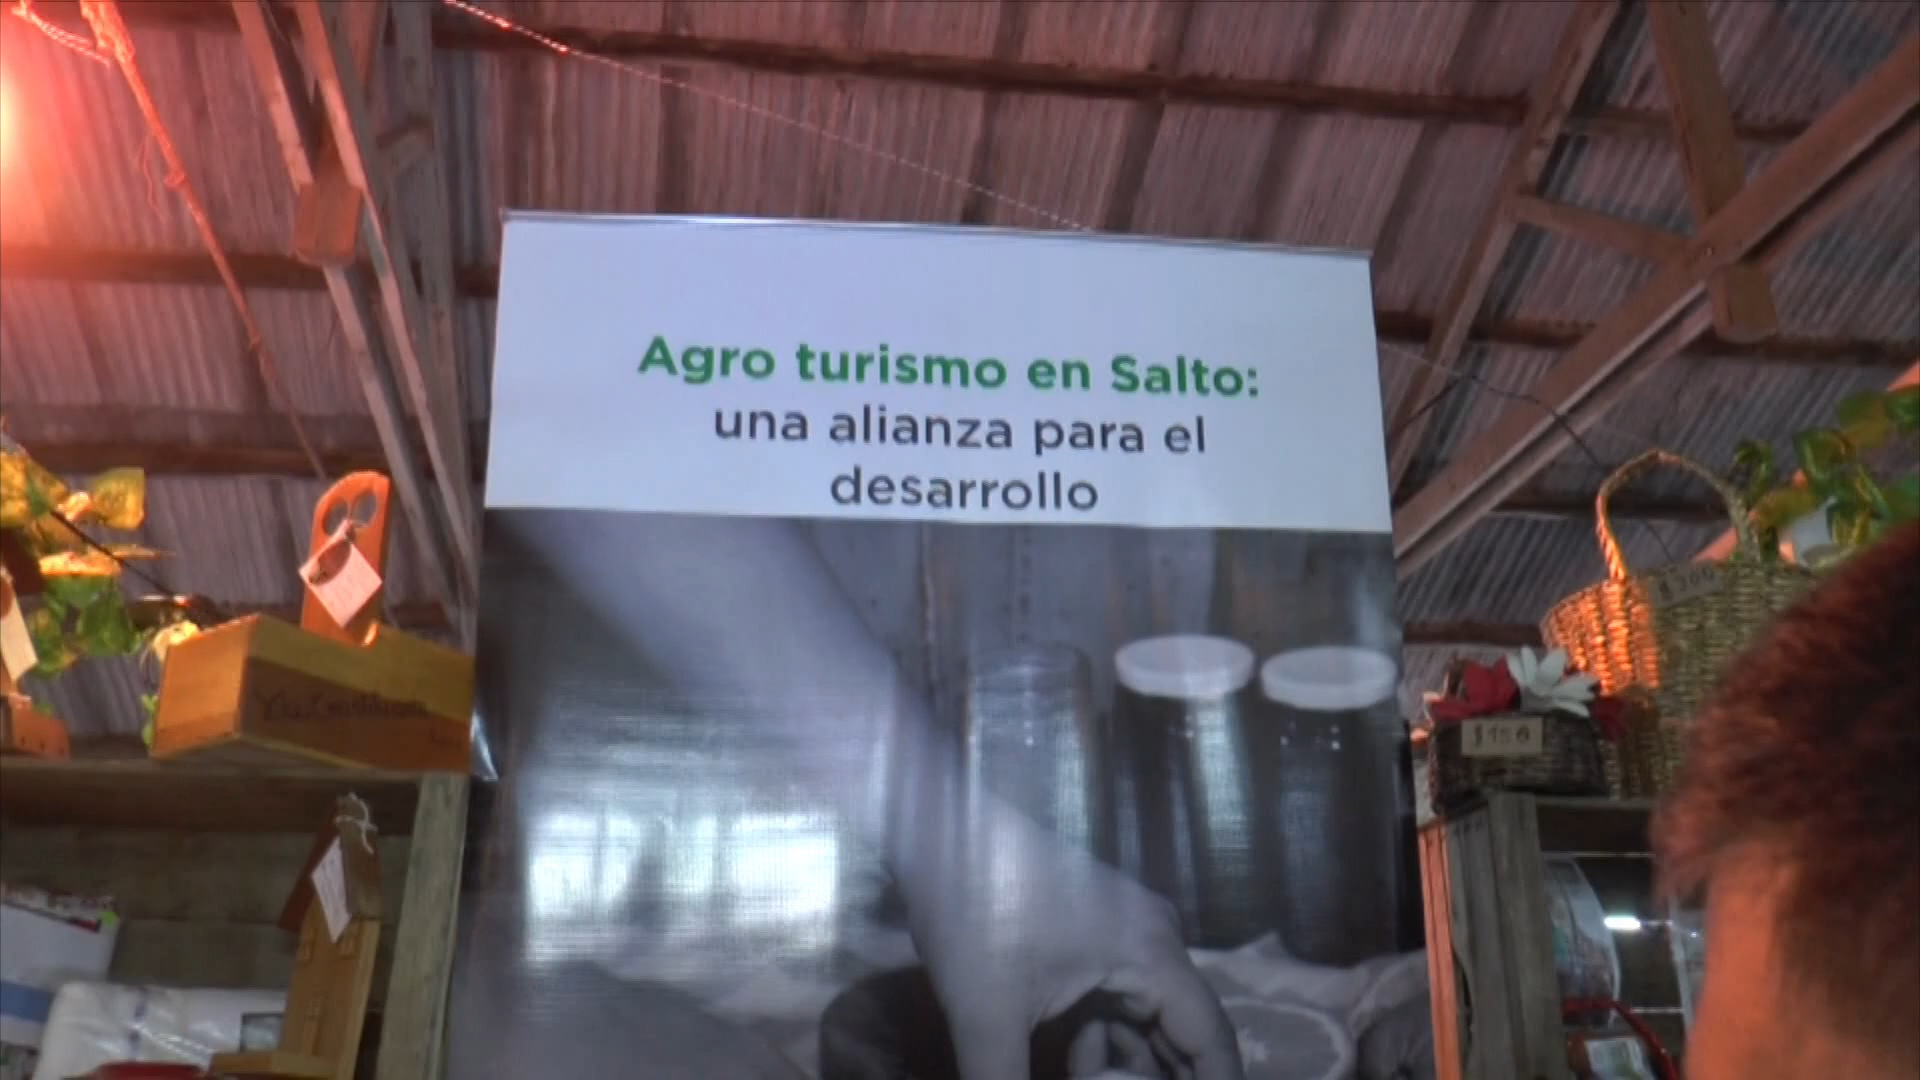 Agro turismo en Salto:
una alianza para el
desarrollo